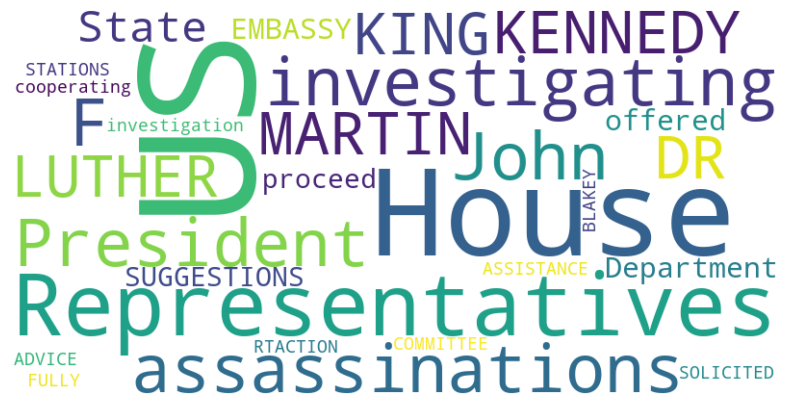 State EMBASSY KING KENNEDY
US
STATIONS
cooperating
investigating
F investigation
MARTIN
offered
LUTHER
proceed
John
DR
BLAKEY
House
President
SUGGESTIONS
ASSISTANCE Department
Representatives
RTACTION
COMMITTEE
ADVICE
FULLY
assassinations
SOLICITED